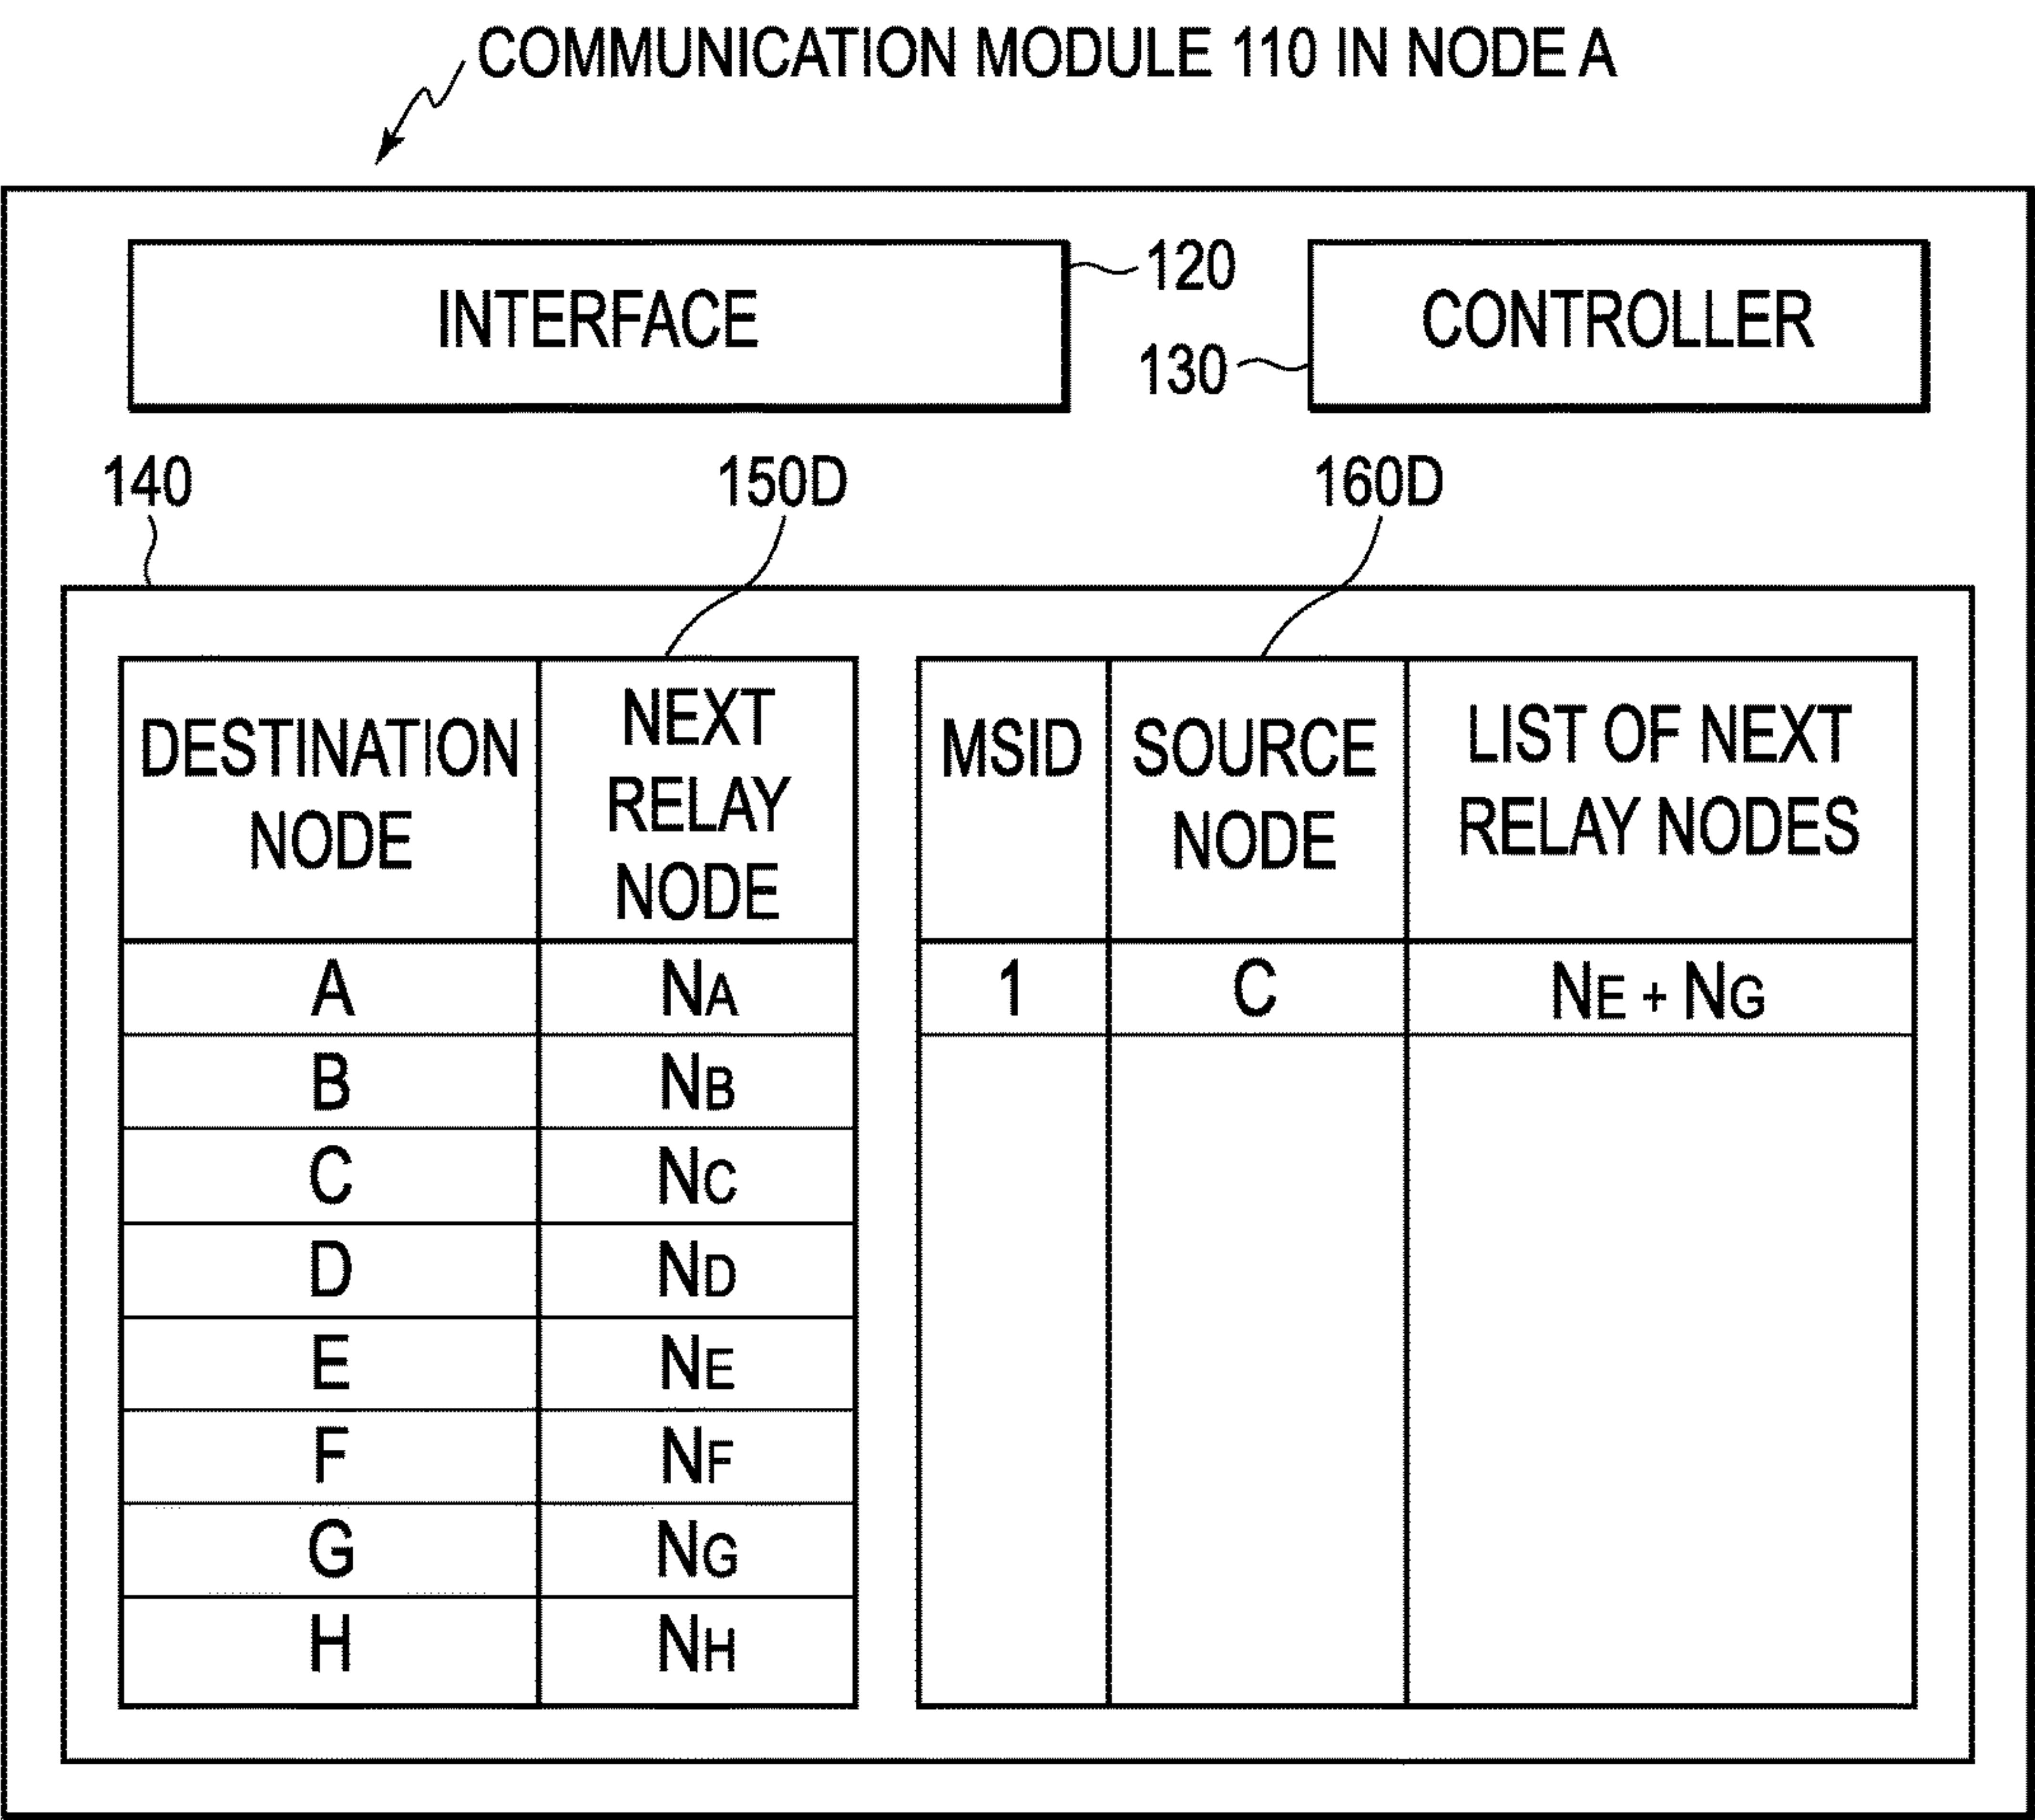 COMMUNICATION MODULE 110 IN NODE A
INTERFACE
120
130
CONTROLLER
140
150D
160D
DESTINATION
NODE
NEXT
RELAY
NODE
A NA
B NB
C NC
D ND
E NE
F NF
G NG
H NH
MSID
SOURCE
NODE
LIST OF NEXT
RELAY NODES
1 C NE + NG